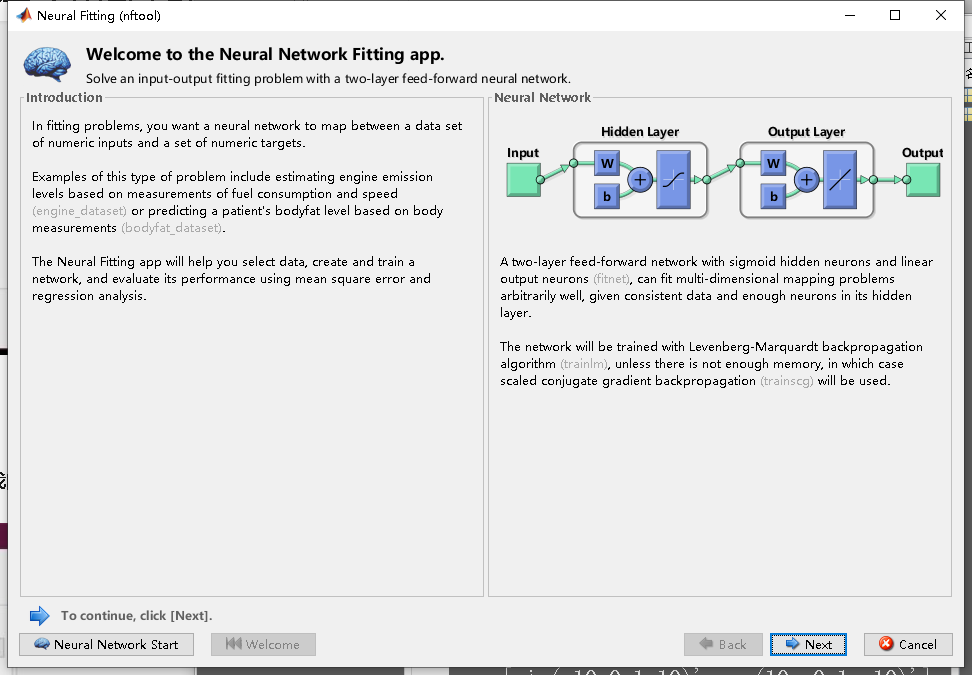 Neural Fitting (nftool)
Welcome to the Neural Network Fitting app.
Solve an input-output fitting problem with a two-layer feed-forward neural network.
Introduction
In fitting problems, you want a neural network to map between a data set
of numeric inputs and a set of numeric targets.
Examples of this type of problem include estimating engine emission
levels based on measurements of fuel consumption and speed
(engine_dataset) or predicting a patient's bodyfat level based on body
measurements (bodyfat_dataset).
The Neural Fitting app will help you select data, create and train a
network, and evaluate its performance using mean square error and
regression analysis.
Neural Network
Hidden Layer
Output Layer
Input
Output
W
b
+
W
b
+
A two-layer feed-forward network with sigmoid hidden neurons and linear
output neurons (fitnet), can fit multi-dimensional mapping problems
arbitrarily well, given consistent data and enough neurons in its hidden
layer.
The network will be trained with Levenberg-Marquardt backpropagation
algorithm (trainlm), unless there is not enough memory, in which case
scaled conjugate gradient backpropagation (trainscg) will be used.
To continue, click [Next].
Neural Network Start
Welcome
Back
Next
Cancel